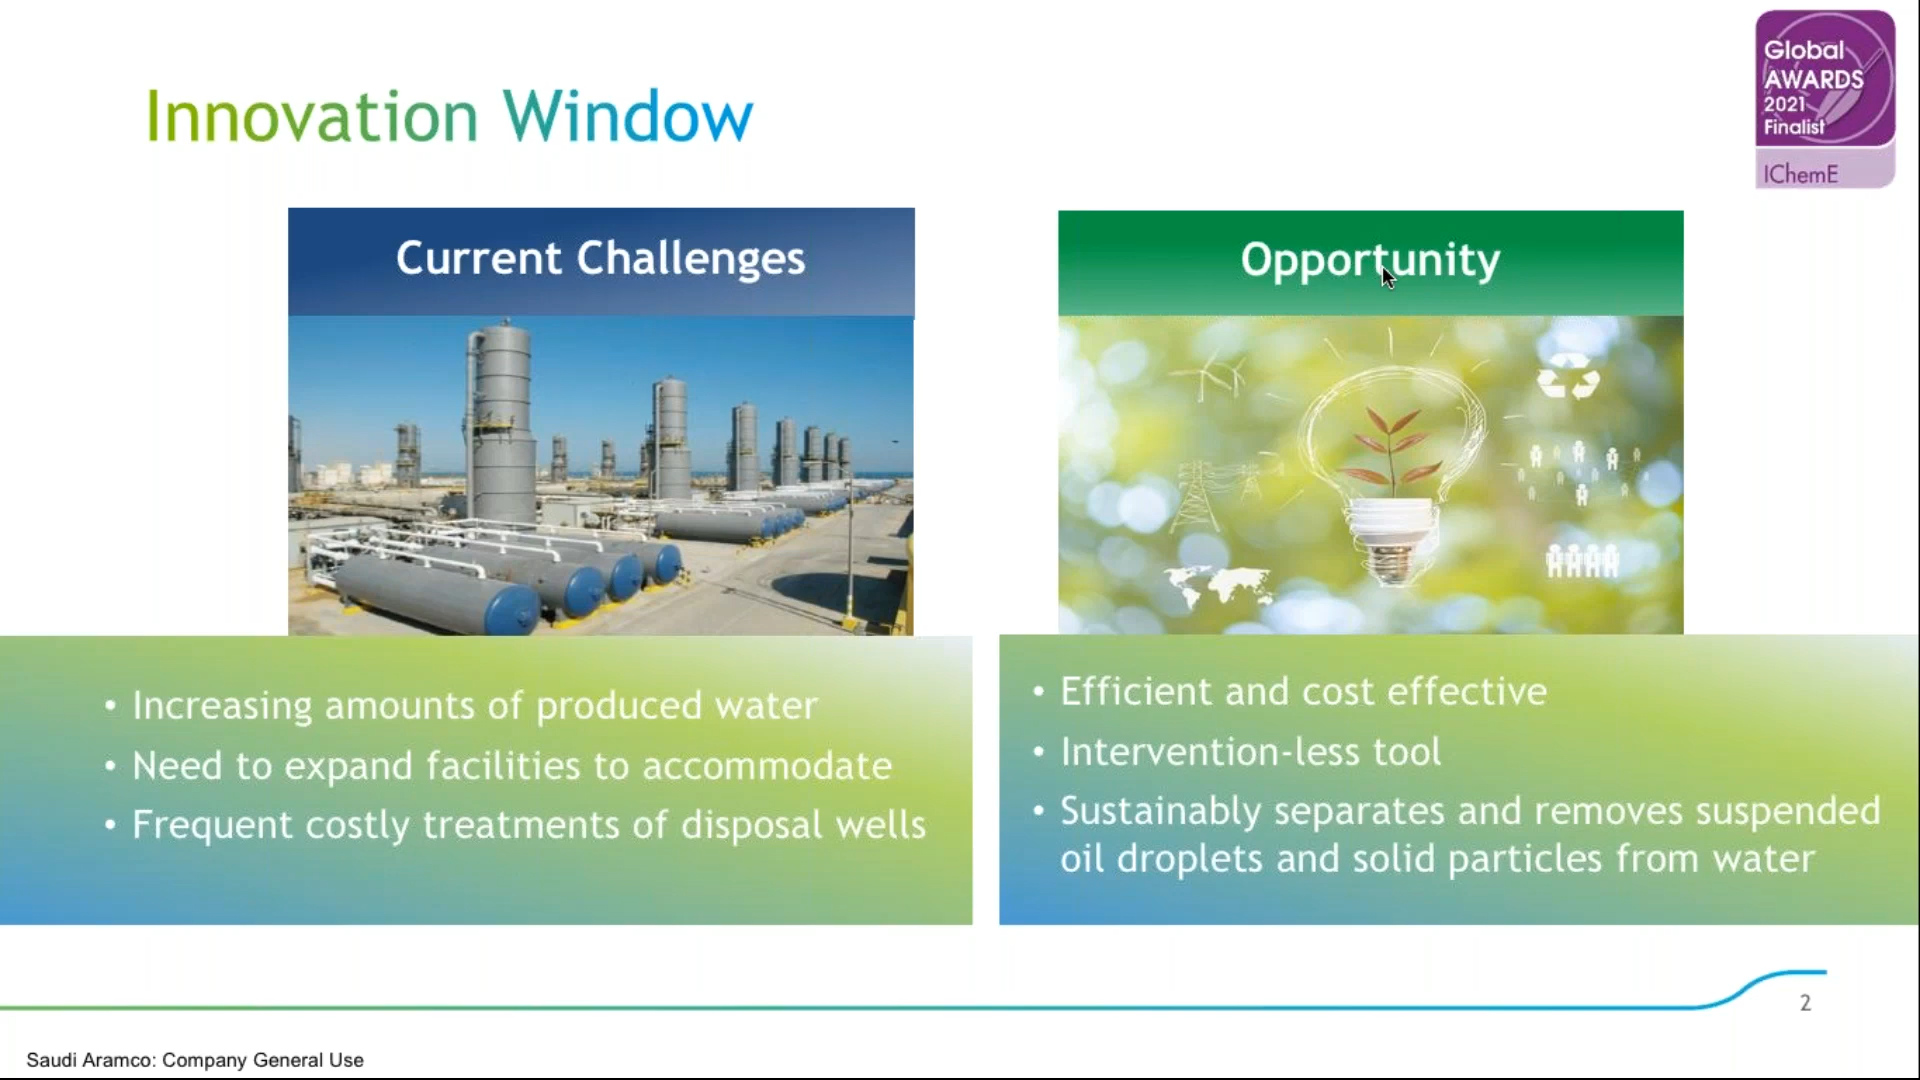 Innovation Window
Global
AWARDS
2021
Finalist
IChemE
Current Challenges
• Increasing amounts of produced water
• Need to expand facilities to accommodate
• Frequent costly treatments of disposal wells
Opportunity
• Efficient and cost effective
• Intervention-less tool
• Sustainably separates and removes suspended
oil droplets and solid particles from water
2
Saudi Aramco: Company General Use